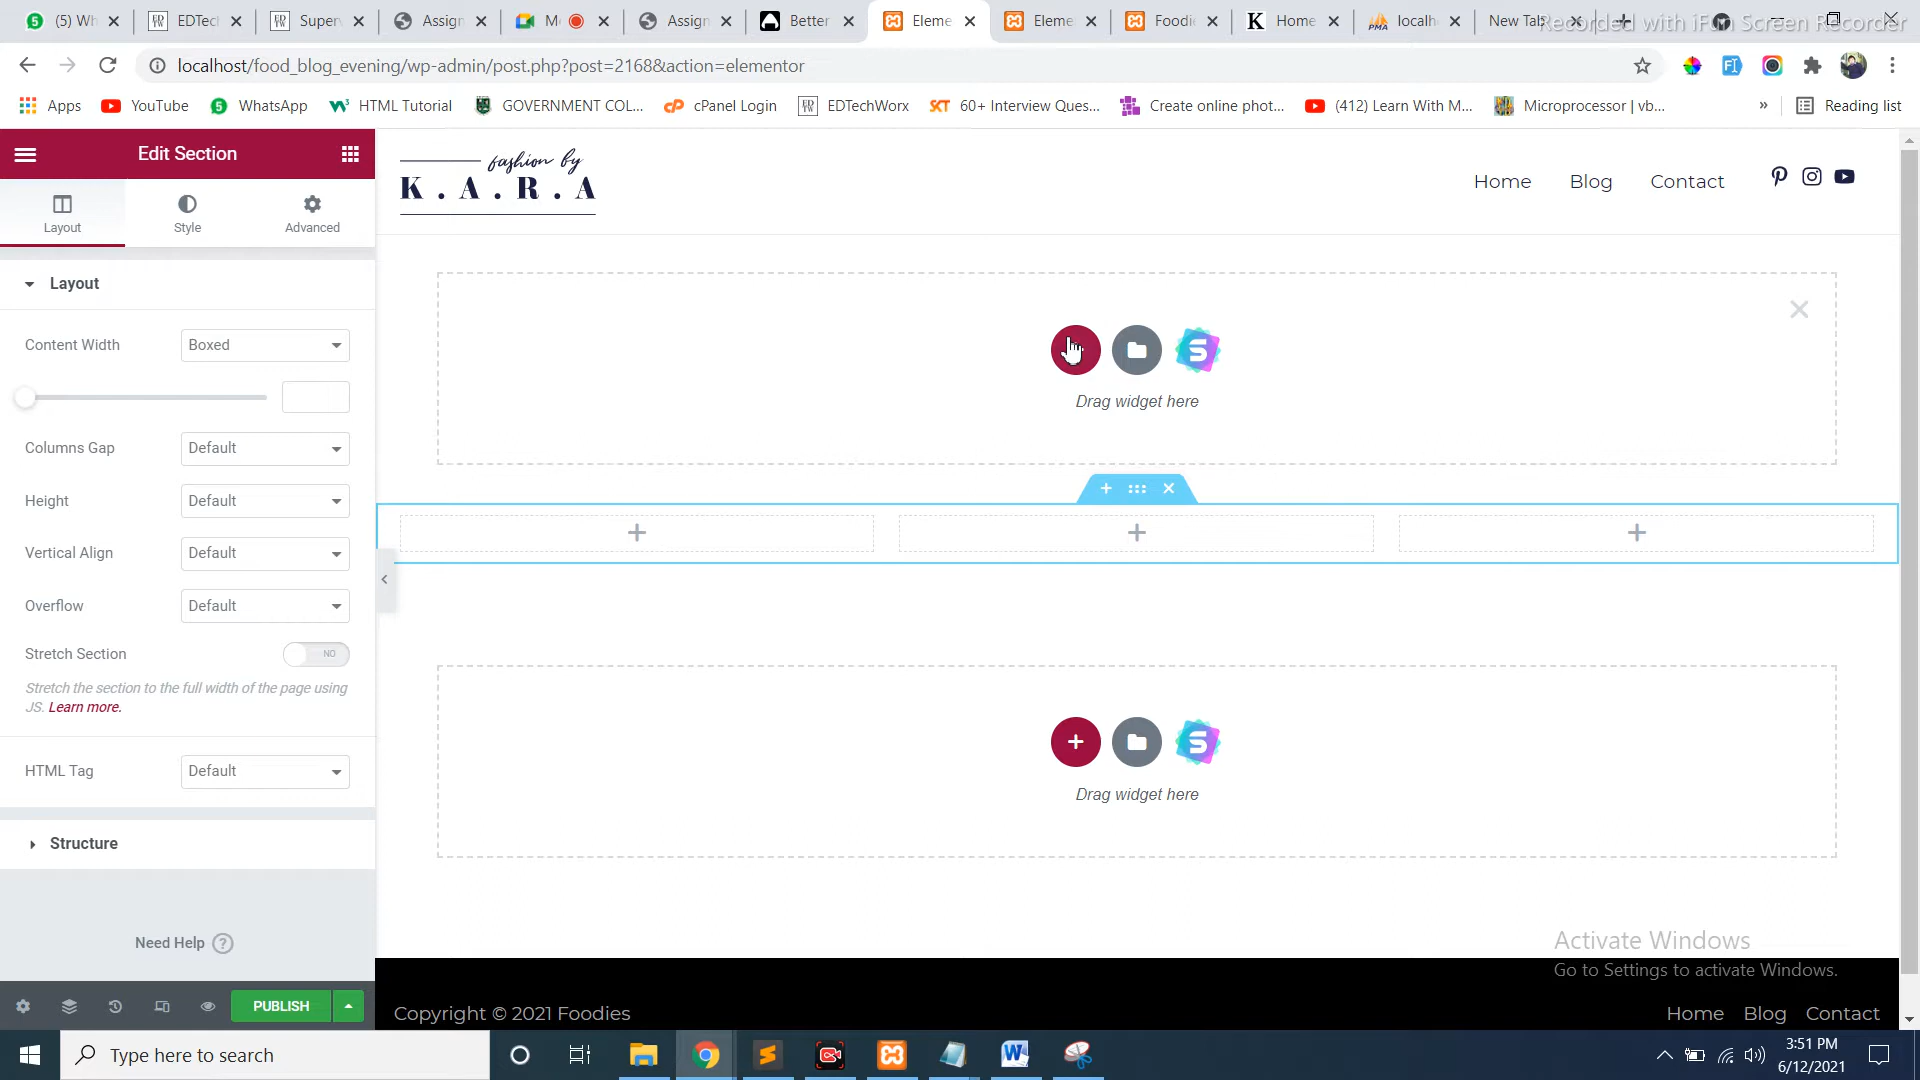 (5) Wh
EDTech
Superv
Assign
M
Assign
Better
Eleme
Eleme
Foodie
Home
localh
New Tab
Recorded with iFun Screen Recorder
localhost/food_blog_evening/wp-admin/post.php?post=2168&action=elementor
Apps
YouTube
WhatsApp
HTML Tutorial
GOVERNMENT COL...
cPanel Login
EDTechWorx
60+ Interview Ques...
Create online phot...
(412) Learn With M...
Microprocessor | vb...
»
Reading list
Edit Section
Layout
Style
Advanced
Layout
Content Width
Boxed
Columns Gap
Default
Height
Default
Vertical Align
Default
Overflow
Default
Stretch Section
NO
Stretch the section to the full width of the page using
JS. Learn more.
HTML Tag
Default
Structure
Need Help
PUBLISH
fashion by
K . A . R . A
Home
Blog
Contact
Drag widget here
Drag widget here
Activate Windows
Go to Settings to activate Windows.
Copyright © 2021 Foodies
Home
Blog
Contact
Type here to search
3:51 PM
6/12/2021